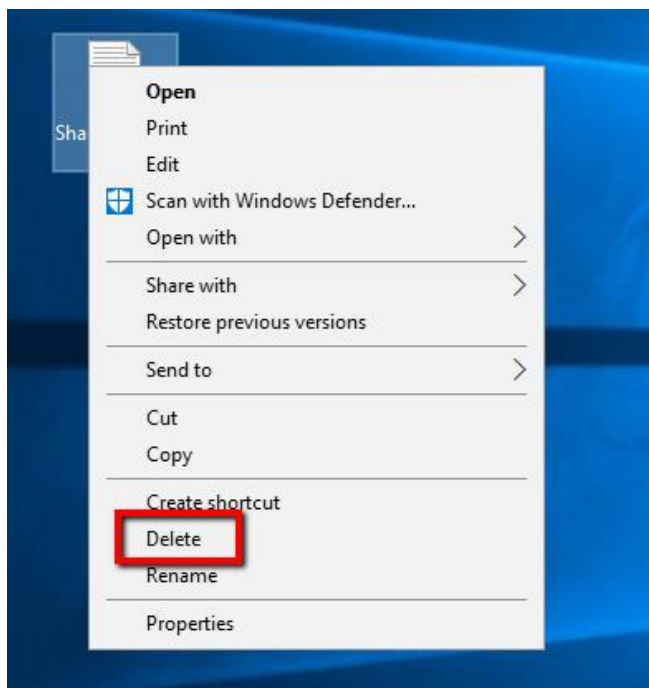 Sha
Open
Print
Edit
Scan with Windows Defender...
Open with
Share with
Restore previous versions
Send to
Cut
Copy
Create shortcut
Delete
Rename
Properties